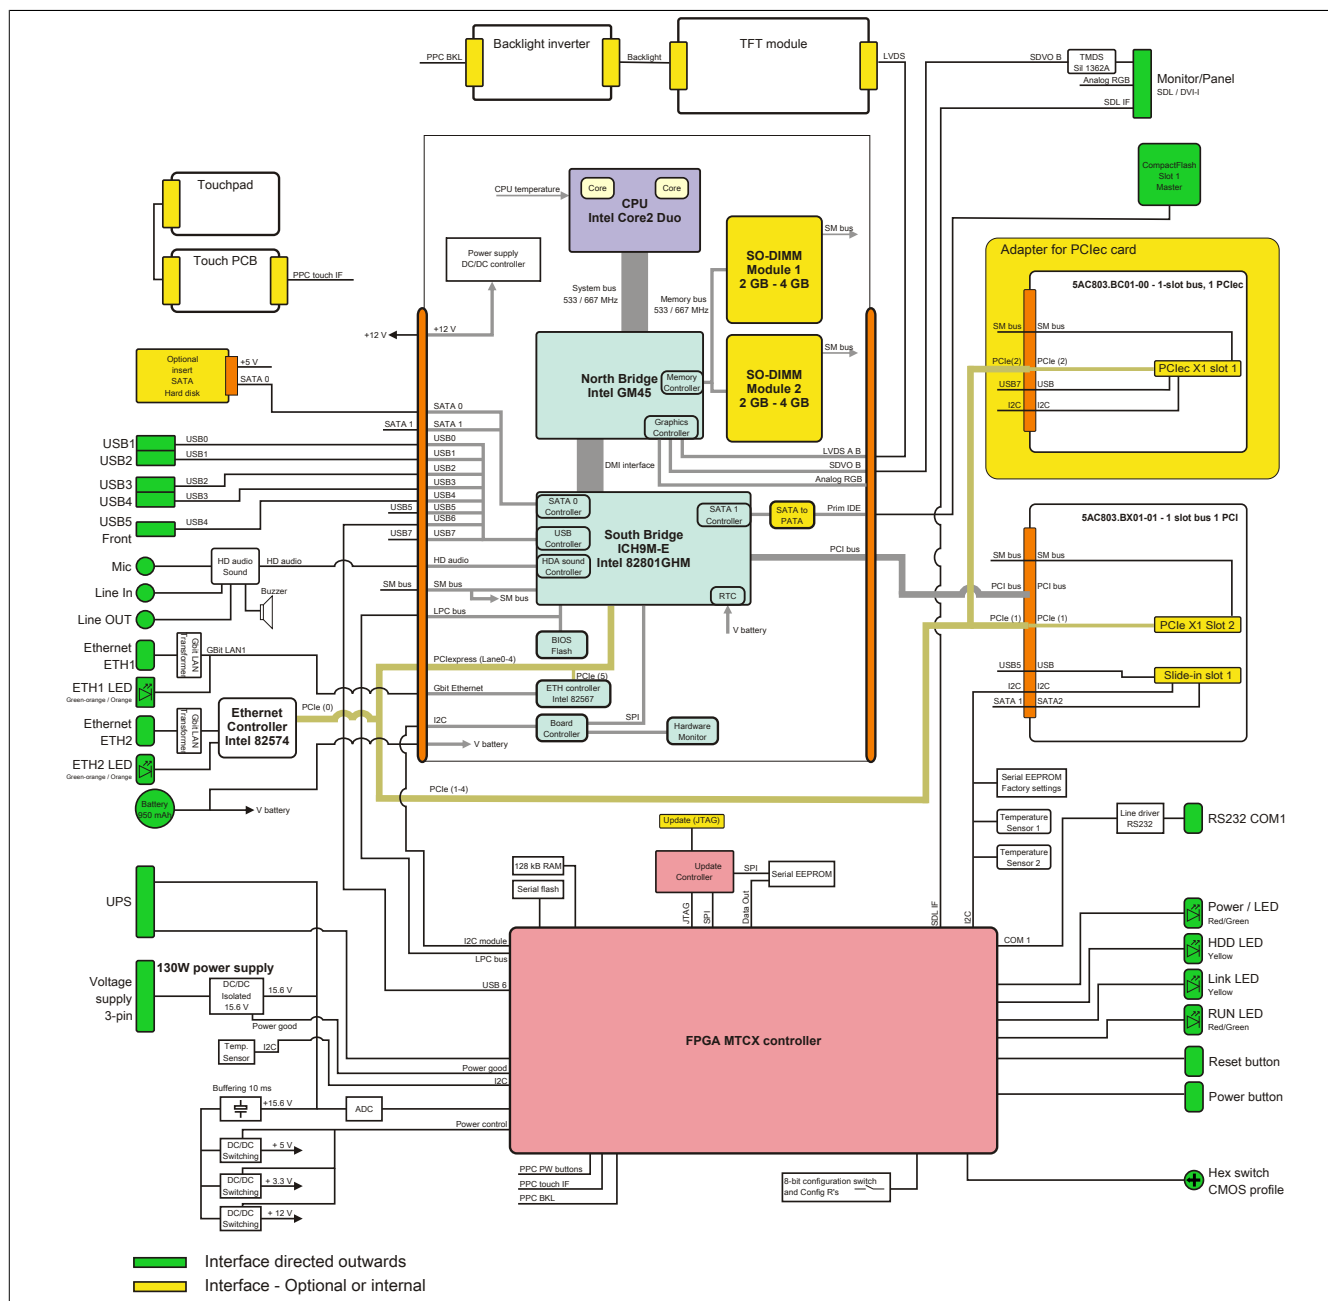 Backlight inverter
TFT module
PPC BKL
Backlight
LVDS
SDVO B
TMDS
Sil 1362A
Analog RGB
SDL IF
Monitor/Panel
SDL / DVI-I
CompactFlash
Slot 1
Master
Touchpad
Touch PCB
PPC touch IF
CPU temperature
Core
Core
CPU
Intel Core2 Duo
Power supply
DC/DC controller
System bus
533 / 667 MHz
Memory bus
533 / 667 MHz
SO-DIMM
Module 1
2 GB - 4 GB
SM bus
SO-DIMM
Module 2
2 GB - 4 GB
SM bus
North Bridge
Intel GM45
Memory
Controller
Graphics
Controller
+12 V
+12 V
Optional
insert
SATA
Hard disk
+5 V
SATA 0
SATA 0
SATA 1
SATA 1
USB1
USB2
USB0
USB1
USB3
USB4
USB2
USB3
USB5
Front
USB4
USB5
USB7
USB0
USB1
USB2
USB3
USB4
USB5
USB6
USB7
DMI interface
LVDS A B
SDVO B
Analog RGB
SATA 0
Controller
USB
Controller
HDA sound
Controller
South Bridge
ICH9M-E
Intel 82801GHM
SATA 1
Controller
RTC
SATA to
PATA
Prim IDE
PCI bus
V battery
Mic
Line In
Line OUT
HD audio
Sound
HD audio
HD audio
Buzzer
SM bus
SM bus
SM bus
LPC bus
BIOS
Flash
PCIexpress (Lane0-4)
PCIe (5)
Gbit Ethernet
ETH controller
Intel 82567
I2C
SPI
Board
Controller
Hardware
Monitor
V battery
Ethernet
ETH1
Gbit LAN
Transformer
GBit LAN1
ETH1 LED
Green-orange / Orange
Ethernet
ETH2
Gbit LAN
Transformer
Ethernet
Controller
Intel 82574
PCIe (0)
ETH2 LED
Green-orange / Orange
Battery
950 mAh
V battery
PCIe (1-4)
Adapter for PCIec card
5AC803.BC01-00 - 1-slot bus, 1 PCIec
SM bus
SM bus
PCIe(2)
PCIe (2)
PCIec X1 slot 1
USB7
USB
I2C
I2C
5AC803.BX01-01 - 1 slot bus 1 PCI
SM bus
SM bus
PCI bus
PCI bus
PCIe (1)
PCIe (1)
PCIe X1 Slot 2
USB5
USB
Slide-in slot 1
I2C
I2C
SATA 1
SATA2
Serial EEPROM
Factory settings
Temperature
Sensor 1
Temperature
Sensor 2
Line driver
RS232
RS232 COM1
Update (JTAG)
Update
Controller
SPI
Serial EEPROM
128 kB RAM
Serial flash
JTAG
SPI
Data Out
SDL IF
I2C
UPS
I2C module
LPC bus
USB 6
COM 1
Power / LED
Red/Green
HDD LED
Yellow
Link LED
Yellow
RUN LED
Red/Green
Reset button
Power button
130W power supply
Voltage
supply
3-pin
DC/DC
Isolated
15.6 V
15.6 V
Power good
Temp.
Sensor
I2C
FPGA MTCX controller
Power good
I2C
Buffering 10 ms
+15.6 V
ADC
Power control
DC/DC
Switching
+ 5 V
DC/DC
Switching
+ 3.3 V
DC/DC
Switching
+ 12 V
PPC PW buttons
PPC touch IF
PPC BKL
8-bit configuration switch
and Config R's
Hex switch
CMOS profile
Interface directed outwards
Interface - Optional or internal